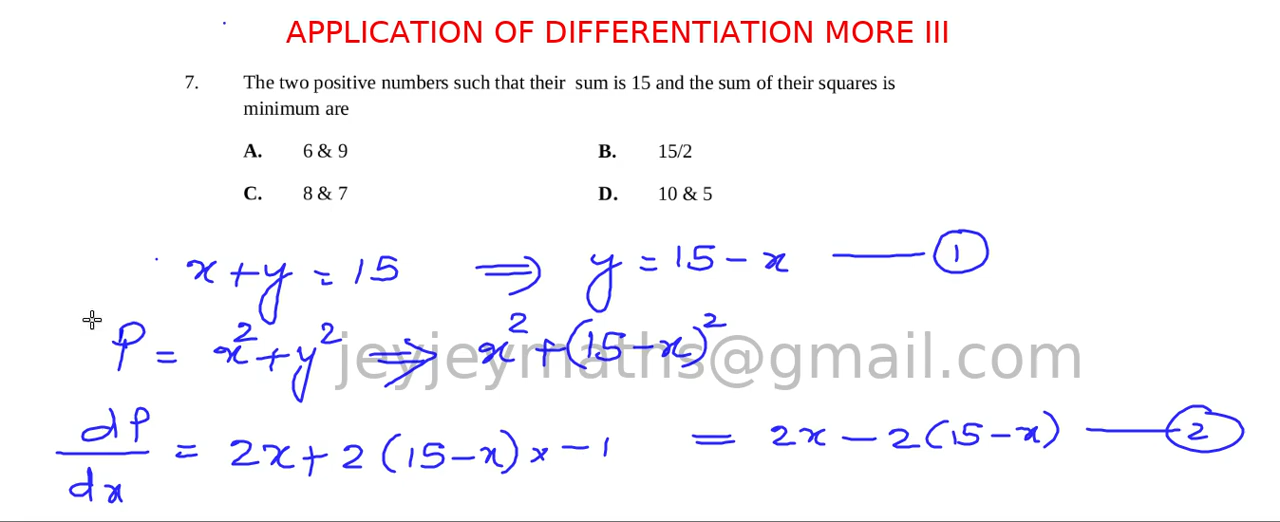 APPLICATION OF DIFFERENTIATION MORE III
7. The two positive numbers such that their sum is 15 and the sum of their squares is
minimum are
A. 6 & 9 B. 15/2
C. 8 & 7 D. 10 & 5
x + y = 15 ⟹ y = 15 - x —— ①
P = x² + y² ⟹ x² + (15 - x)²
jeyjeymaths@gmail.com
dP/dx = 2x + 2(15 - x) × -1 = 2x - 2(15 - x) —— ②